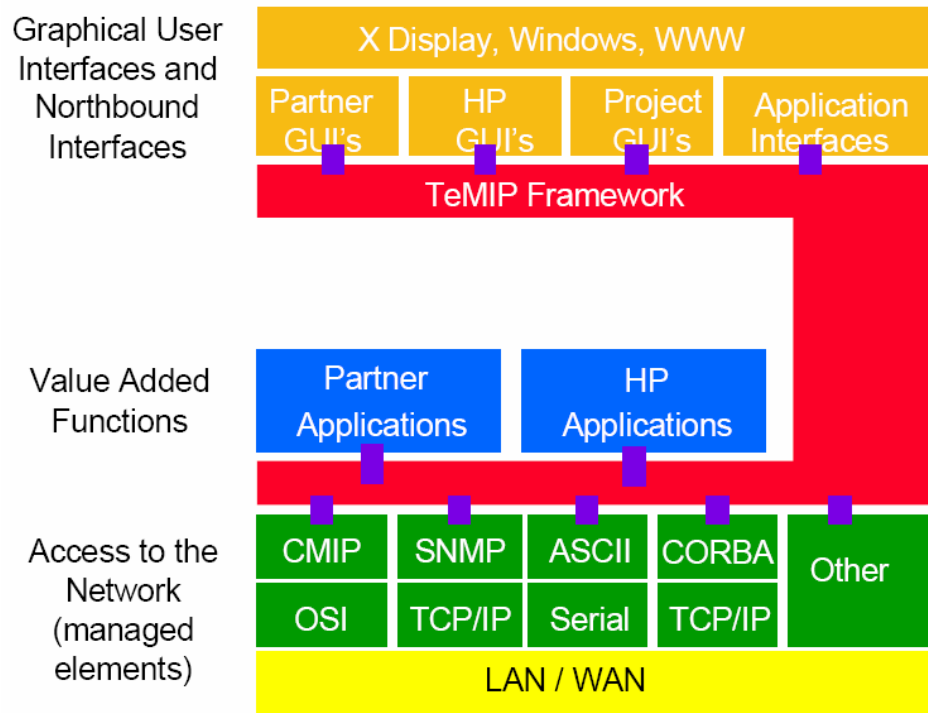 Graphical User
Interfaces and
Northbound
Interfaces
X Display, Windows, WWW
Partner
GUI's
HP
GUI's
Project
GUI's
Application
Interfaces
TeMIP Framework
Value Added
Functions
Partner
Applications
HP
Applications
Access to the
Network
(managed
elements)
CMIP
SNMP
ASCII
CORBA
Other
OSI
TCP/IP
Serial
TCP/IP
LAN / WAN